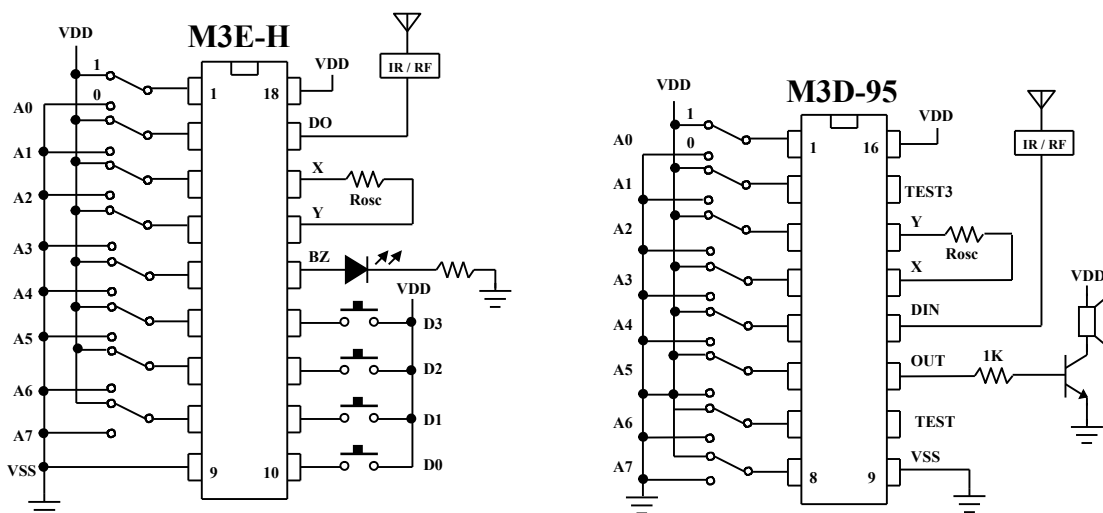 M3E-H
VDD
1
0
A0
A1
A2
A3
A4
A5
A6
A7
VSS
1
18
9
10
VDD
DO
IR / RF
X
Rosc
Y
BZ
VDD
D3
D2
D1
D0
M3D-95
VDD
1
0
A0
A1
A2
A3
A4
A5
A6
A7
1
16
8
9
VDD
TEST3
IR / RF
Y
Rosc
X
DIN
VDD
OUT
1K
TEST
VSS